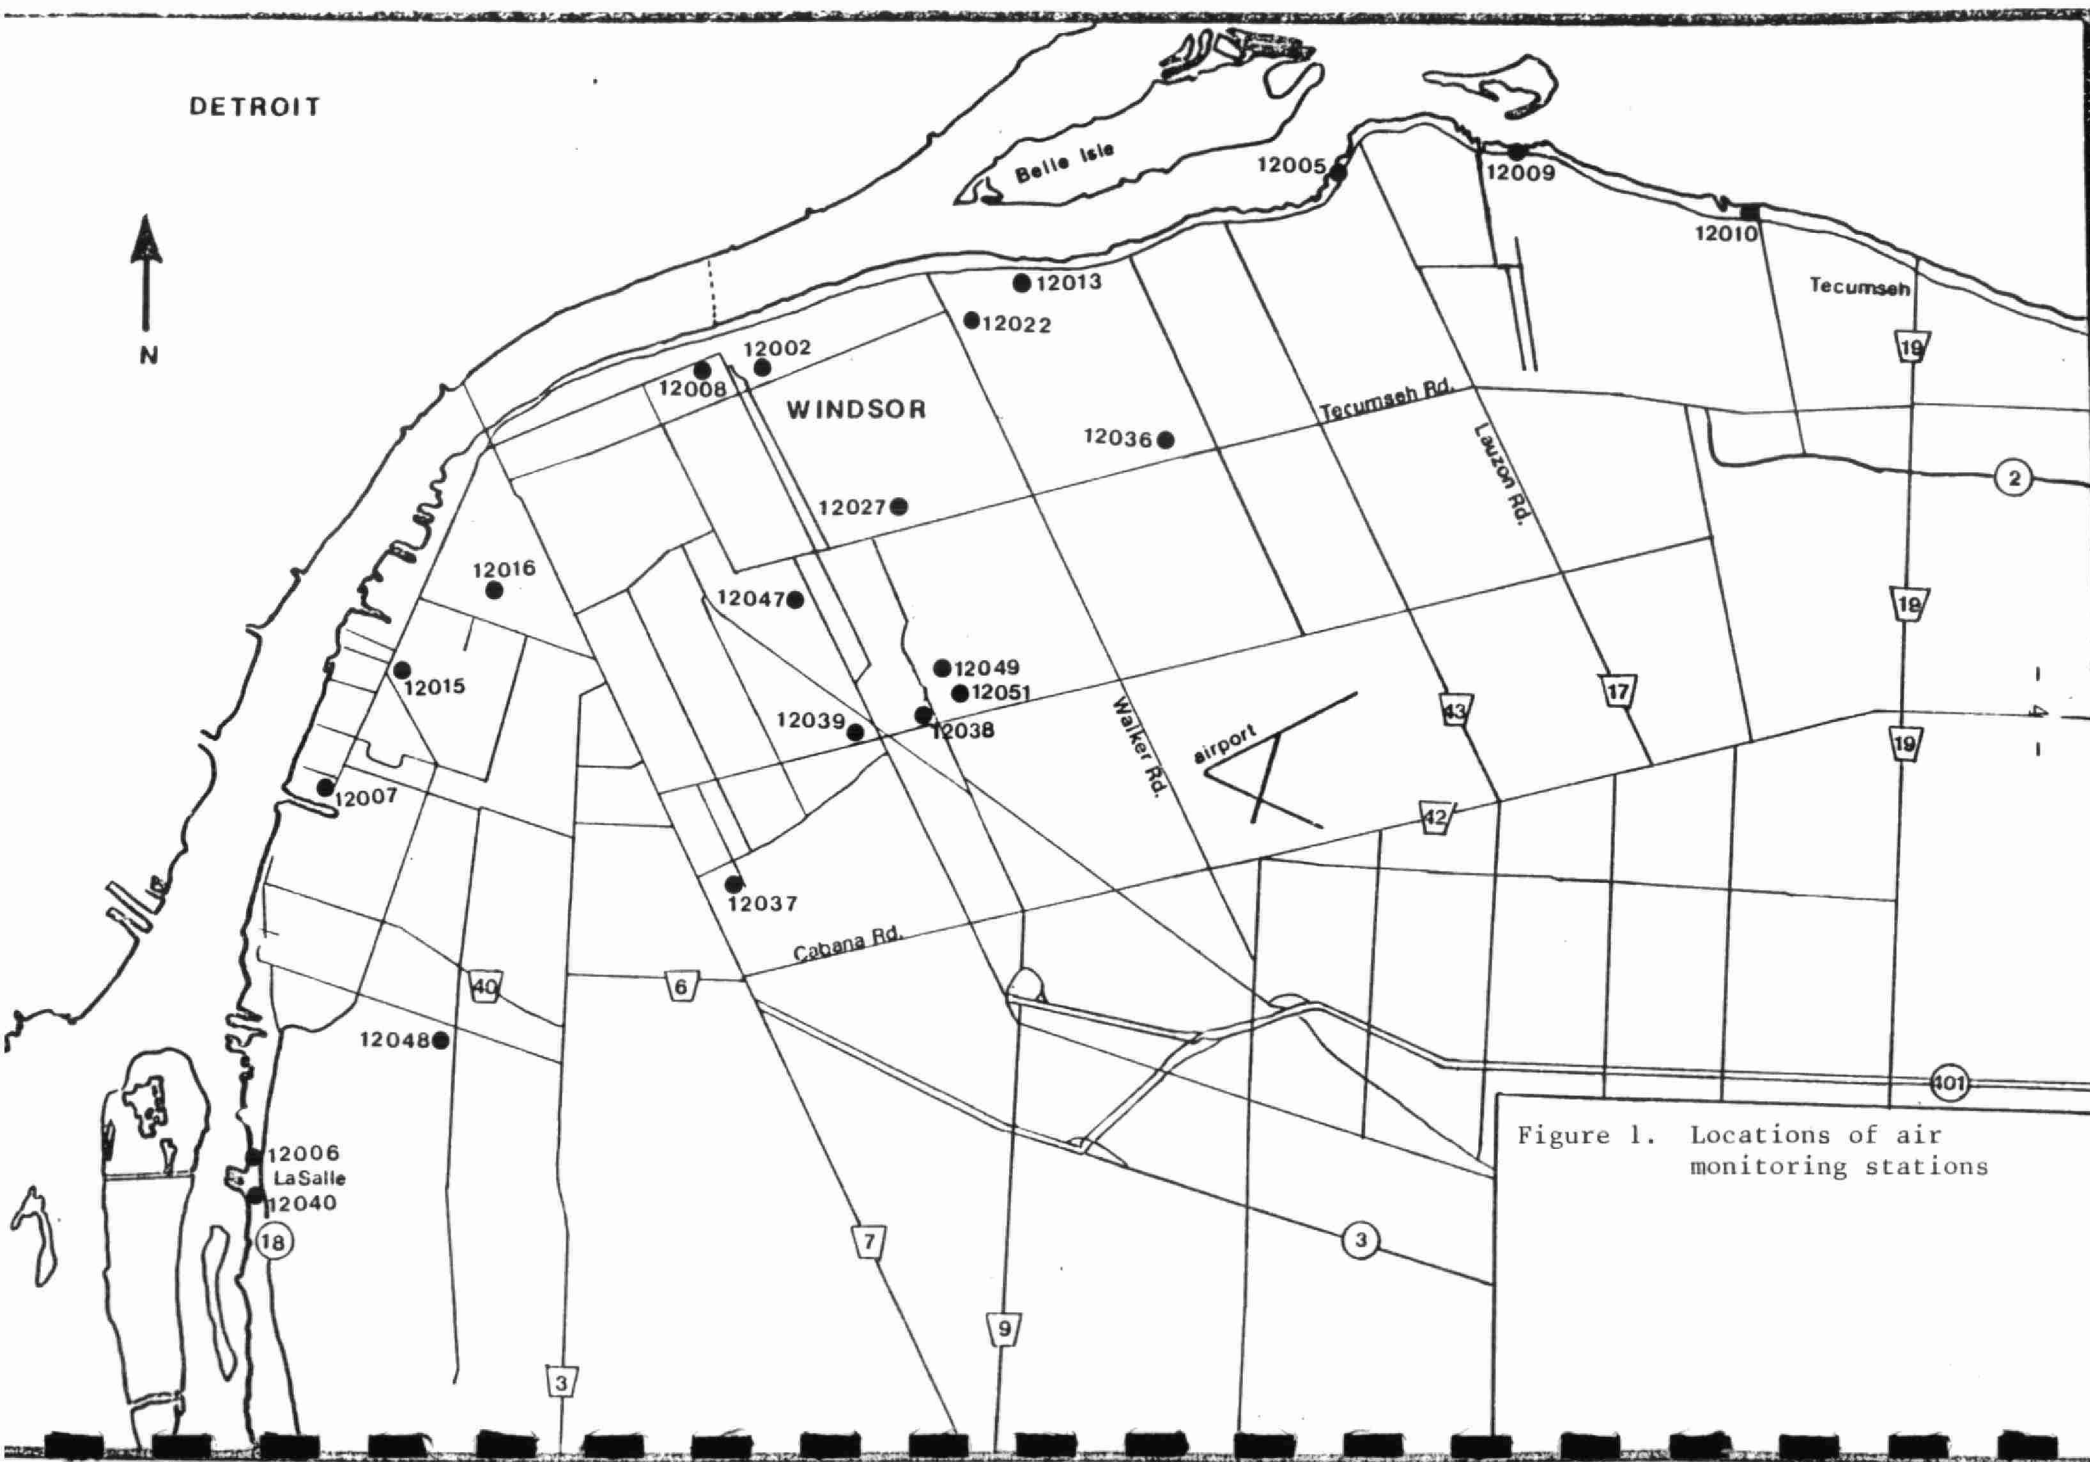 DETROIT
Belle Isle
12005
12009
12010
Tecumseh
N
12013
12022
12002
12008
WINDSOR
19
Tecumseh Rd.
12036
Lauzon Rd.
2
12027
12016
12047
19
12015
12049
12051
12039
12038
Walker Rd.
airport
43
17
19
- 4 -
12007
42
12037
Cabana Rd.
40
6
12048
401
12006
LaSalle
12040
18
7
3
9
3
Figure 1. Locations of air
monitoring stations